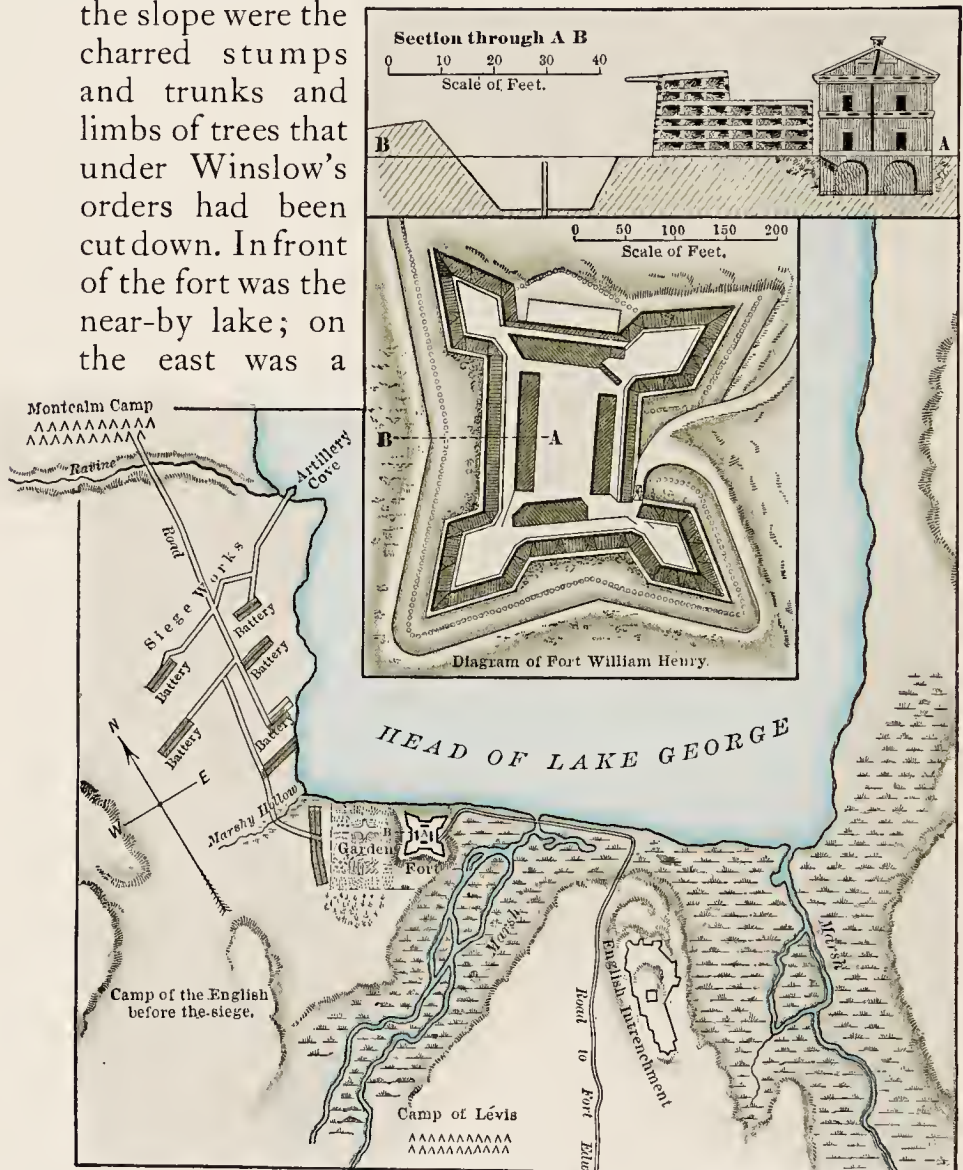 the slope were the
charred stumps
and trunks and
limbs of trees that
under Winslow's
orders had been
cut down. In front
of the fort was the
near-by lake; on
the east was a
Section through A B
0 10 20 30 40
Scale of Feet.
B
A
0 50 100 150 200
Scale of Feet.
B
A
Diagram of Fort William Henry.
Montcalm Camp
Ravine
Artillery
Cove
Road
Siege Works
Battery
Battery
Battery
Battery
Battery
HEAD OF LAKE GEORGE
N
E
W
Marshy Hollow
Garden
B
A
Fort
Marsh
Marsh
English Intrenchment
Camp of the English
before the siege.
Road to Fort Edw
Camp of Lévis